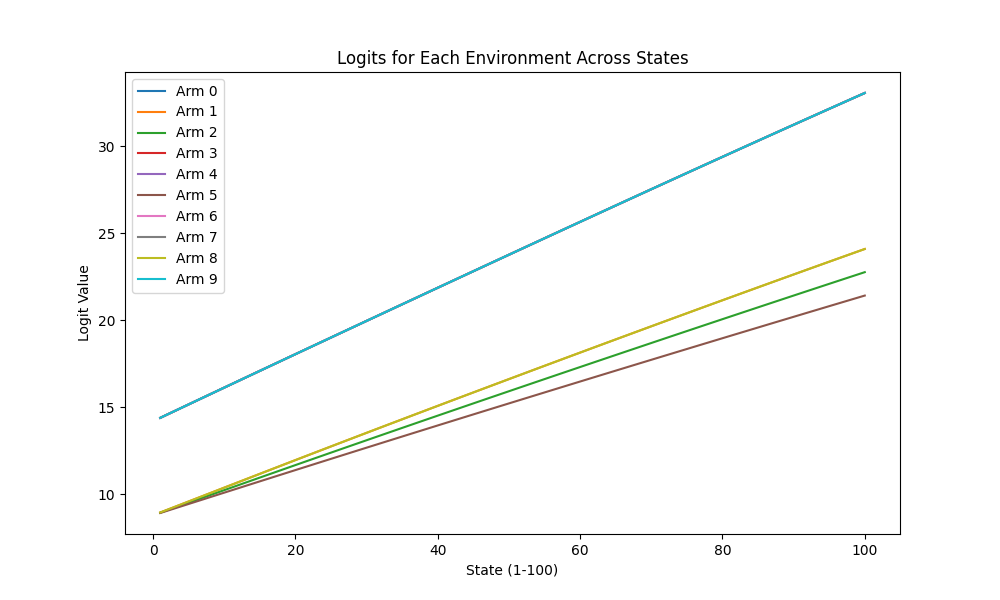 Logits for Each Environment Across States
Arm 0
Arm 1
Arm 2
Arm 3
Arm 4
Arm 5
Arm 6
Arm 7
Arm 8
Arm 9
Logit Value
30
25
20
15
10
0 20 40 60 80 100
State (1-100)